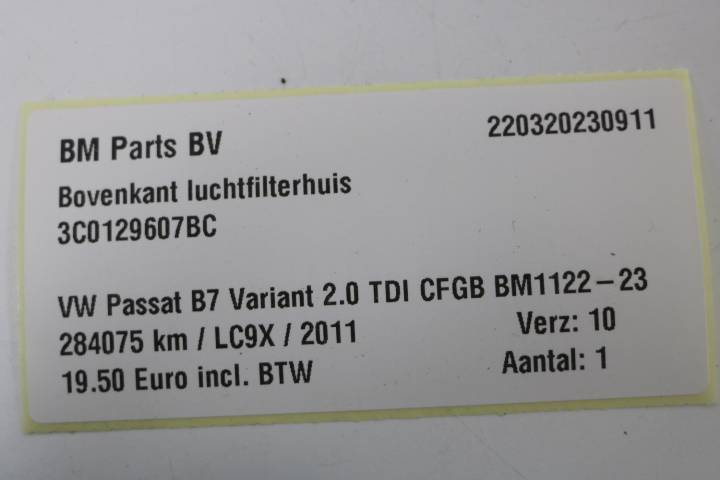 BM Parts BV 220320230911
Bovenkant luchtfilterhuis
3C0129607BC
VW Passat B7 Variant 2.0 TDI CFGB BM1122-23
284075 km / LC9X / 2011 Verz: 10
19.50 Euro incl. BTW Aantal: 1